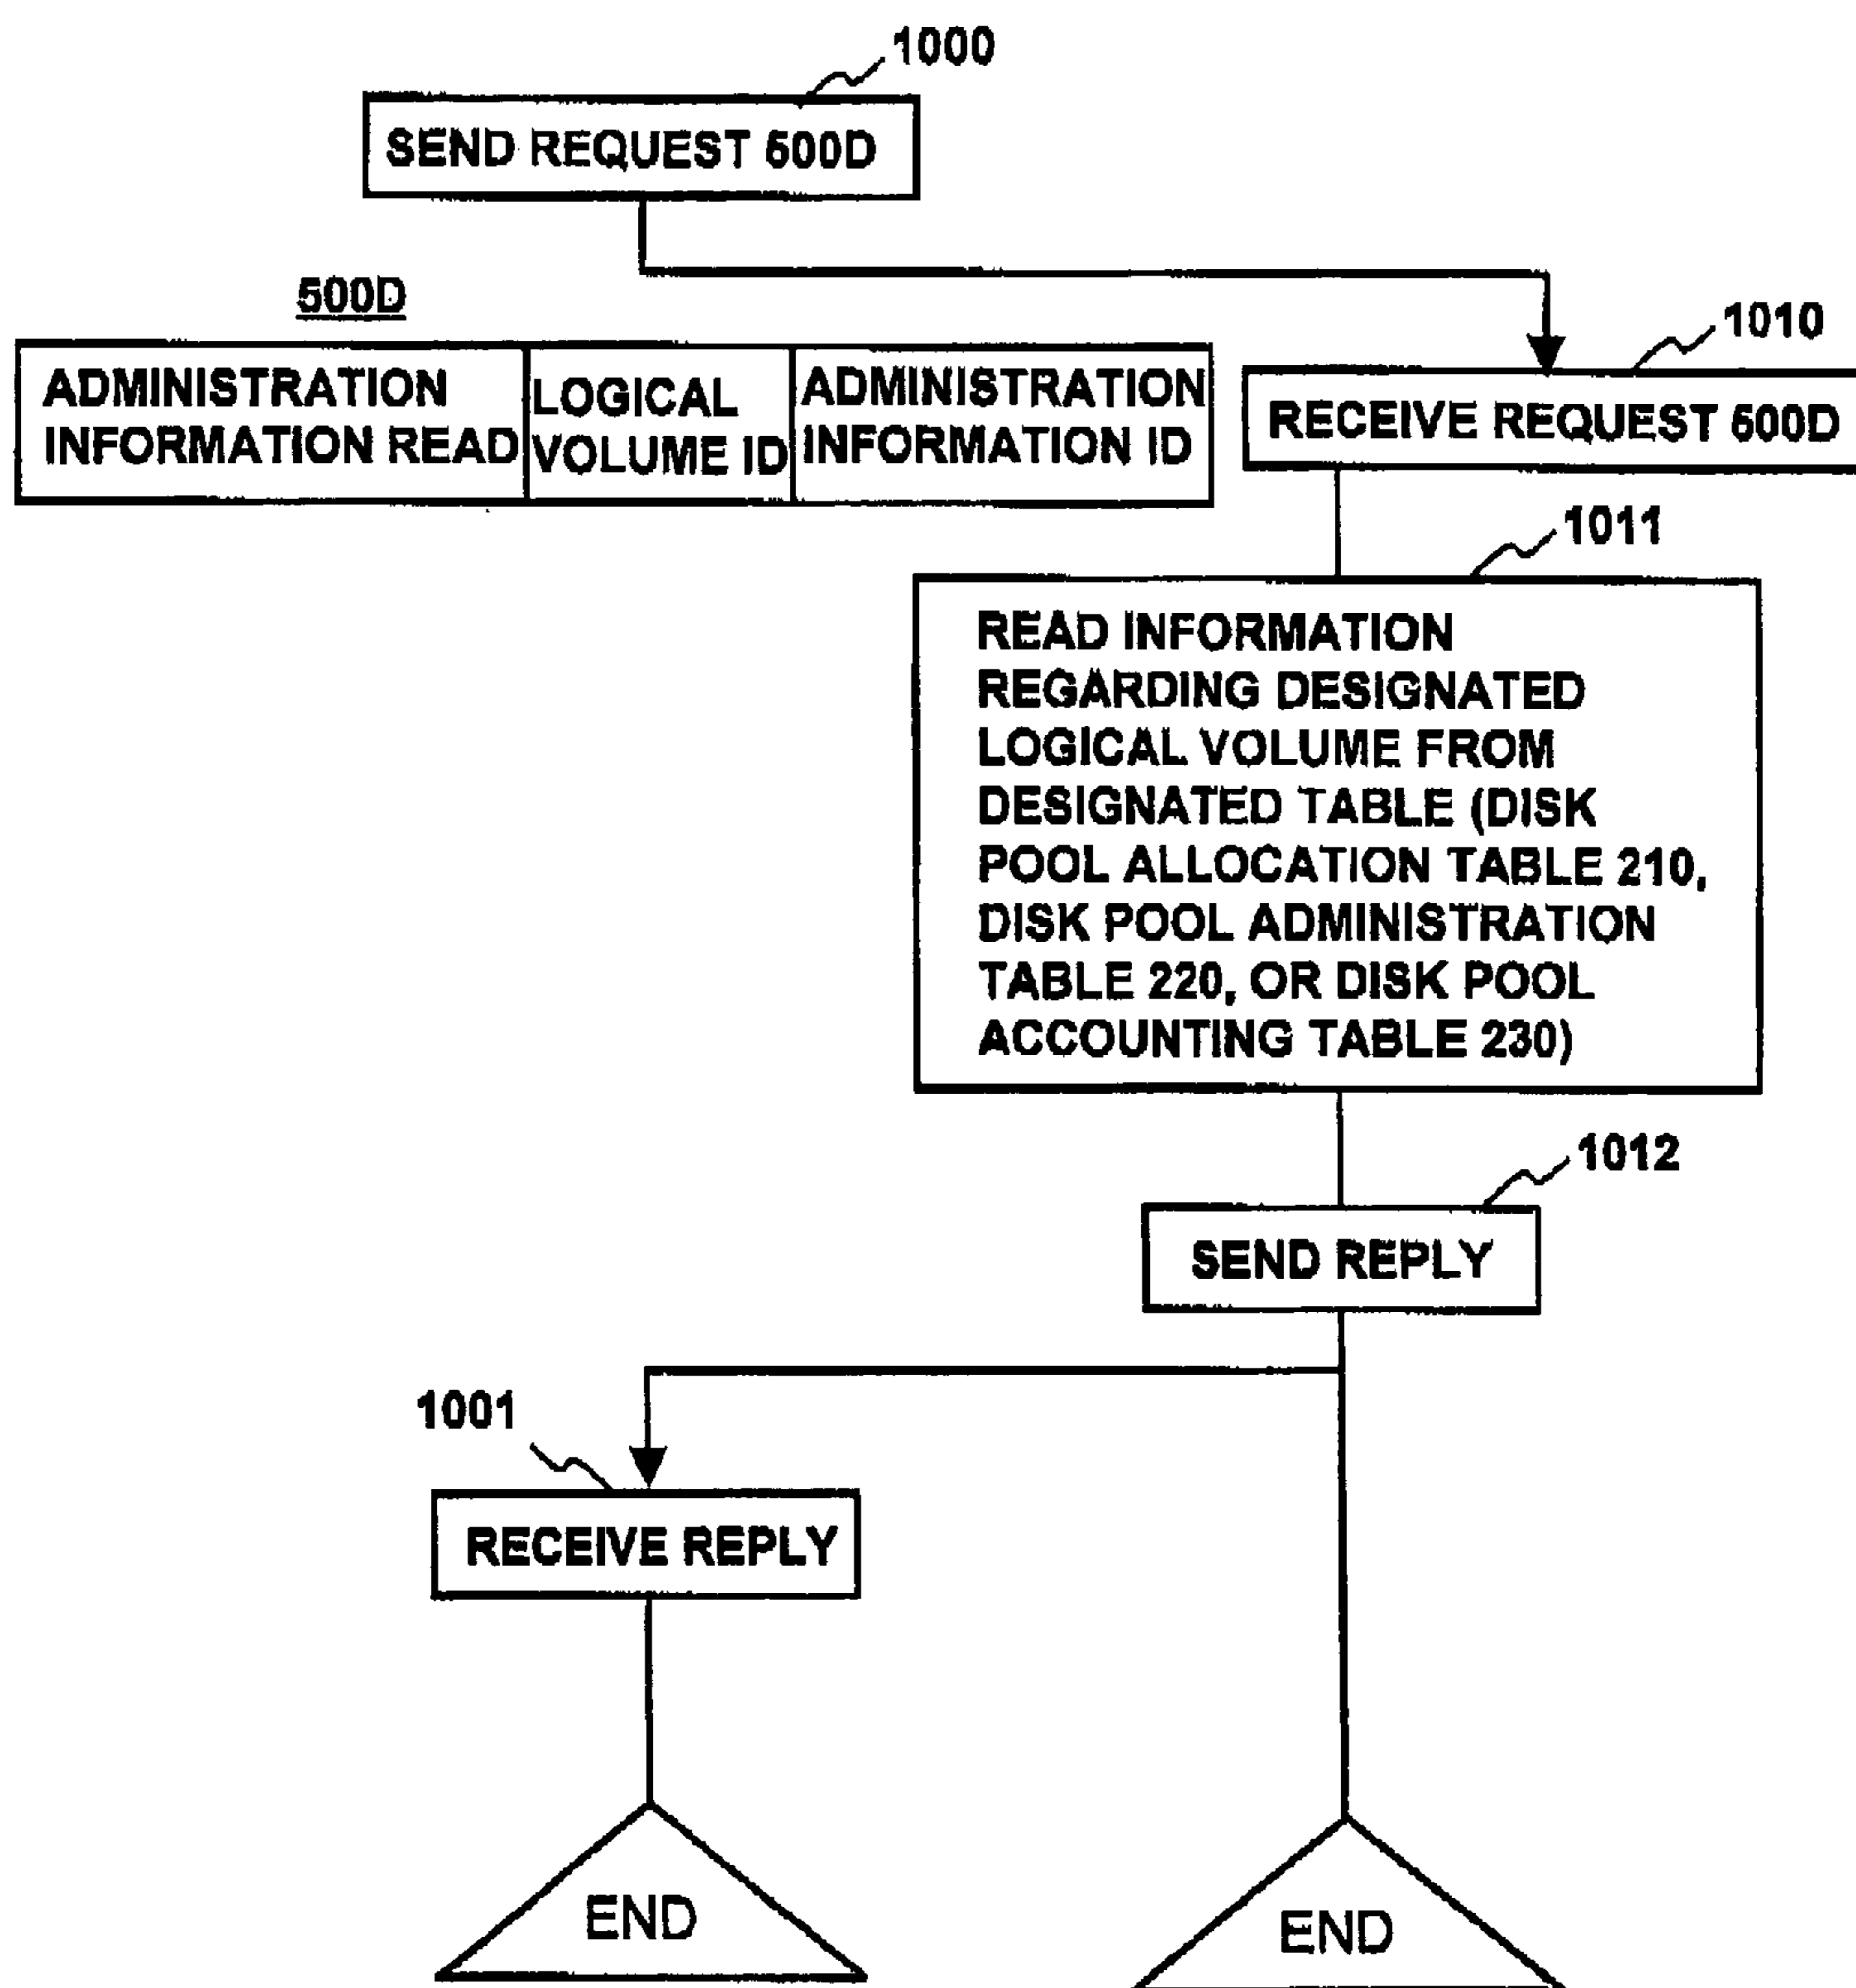 1000
SEND REQUEST 500D
500D
ADMINISTRATION
INFORMATION READ
LOGICAL
VOLUME ID
ADMINISTRATION
INFORMATION ID
1010
RECEIVE REQUEST 500D
1011
READ INFORMATION
REGARDING DESIGNATED
LOGICAL VOLUME FROM
DESIGNATED TABLE (DISK
POOL ALLOCATION TABLE 210,
DISK POOL ADMINISTRATION
TABLE 220, OR DISK POOL
ACCOUNTING TABLE 230)
1012
SEND REPLY
1001
RECEIVE REPLY
END
END